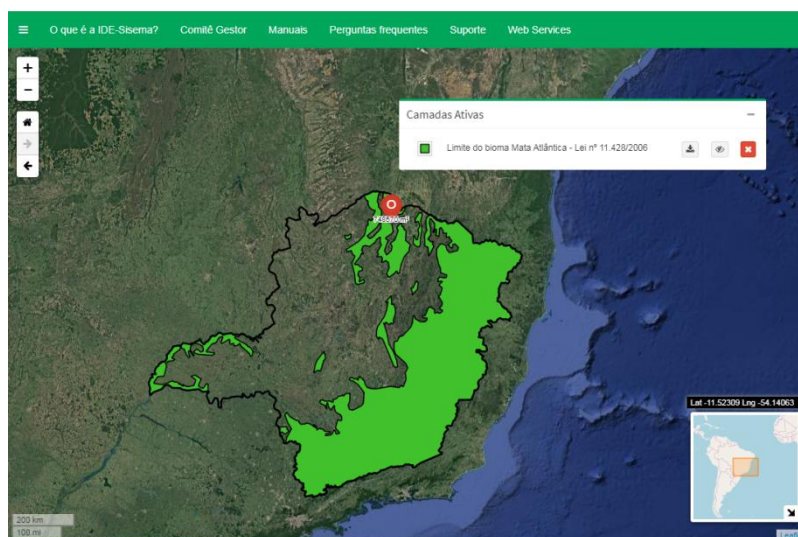 O que é a IDE-Sisema? Comitê Gestor Manuais Perguntas frequentes Suporte Web Services
Camadas Ativas
Limite do bioma Mata Atlântica - Lei nº 11.428/2006
Lat -11.52309 Lng -54.14063
200 km
100 mi